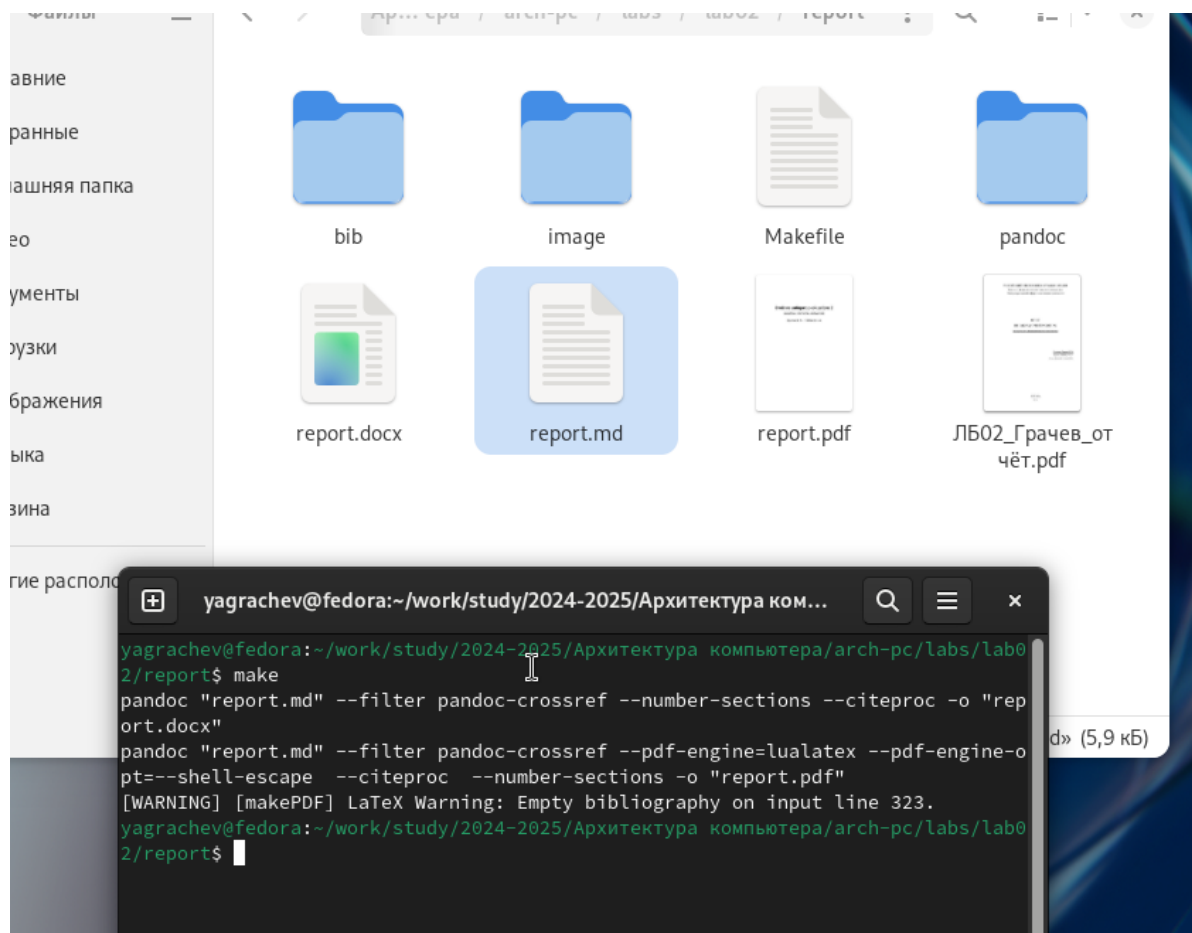 Файлы
arch-pc / labs / lab02 / report
авние
ранные
ашняя папка
ео
ументы
рузки
бражения
ыка
зина
гие располо
bib
image
Makefile
pandoc
report.docx
report.md
report.pdf
ЛБ02_Грачев_от
чёт.pdf
d» (5,9 кБ)
yagrachev@fedora:~/work/study/2024-2025/Архитектура ком...
yagrachev@fedora:~/work/study/2024-2025/Архитектура компьютера/arch-pc/labs/lab0
2/report$ make
pandoc "report.md" --filter pandoc-crossref --number-sections --citeproc -o "rep
ort.docx"
pandoc "report.md" --filter pandoc-crossref --pdf-engine=lualatex --pdf-engine-o
pt=--shell-escape  --citeproc  --number-sections -o "report.pdf"
[WARNING] [makePDF] LaTeX Warning: Empty bibliography on input line 323.
yagrachev@fedora:~/work/study/2024-2025/Архитектура компьютера/arch-pc/labs/lab0
2/report$